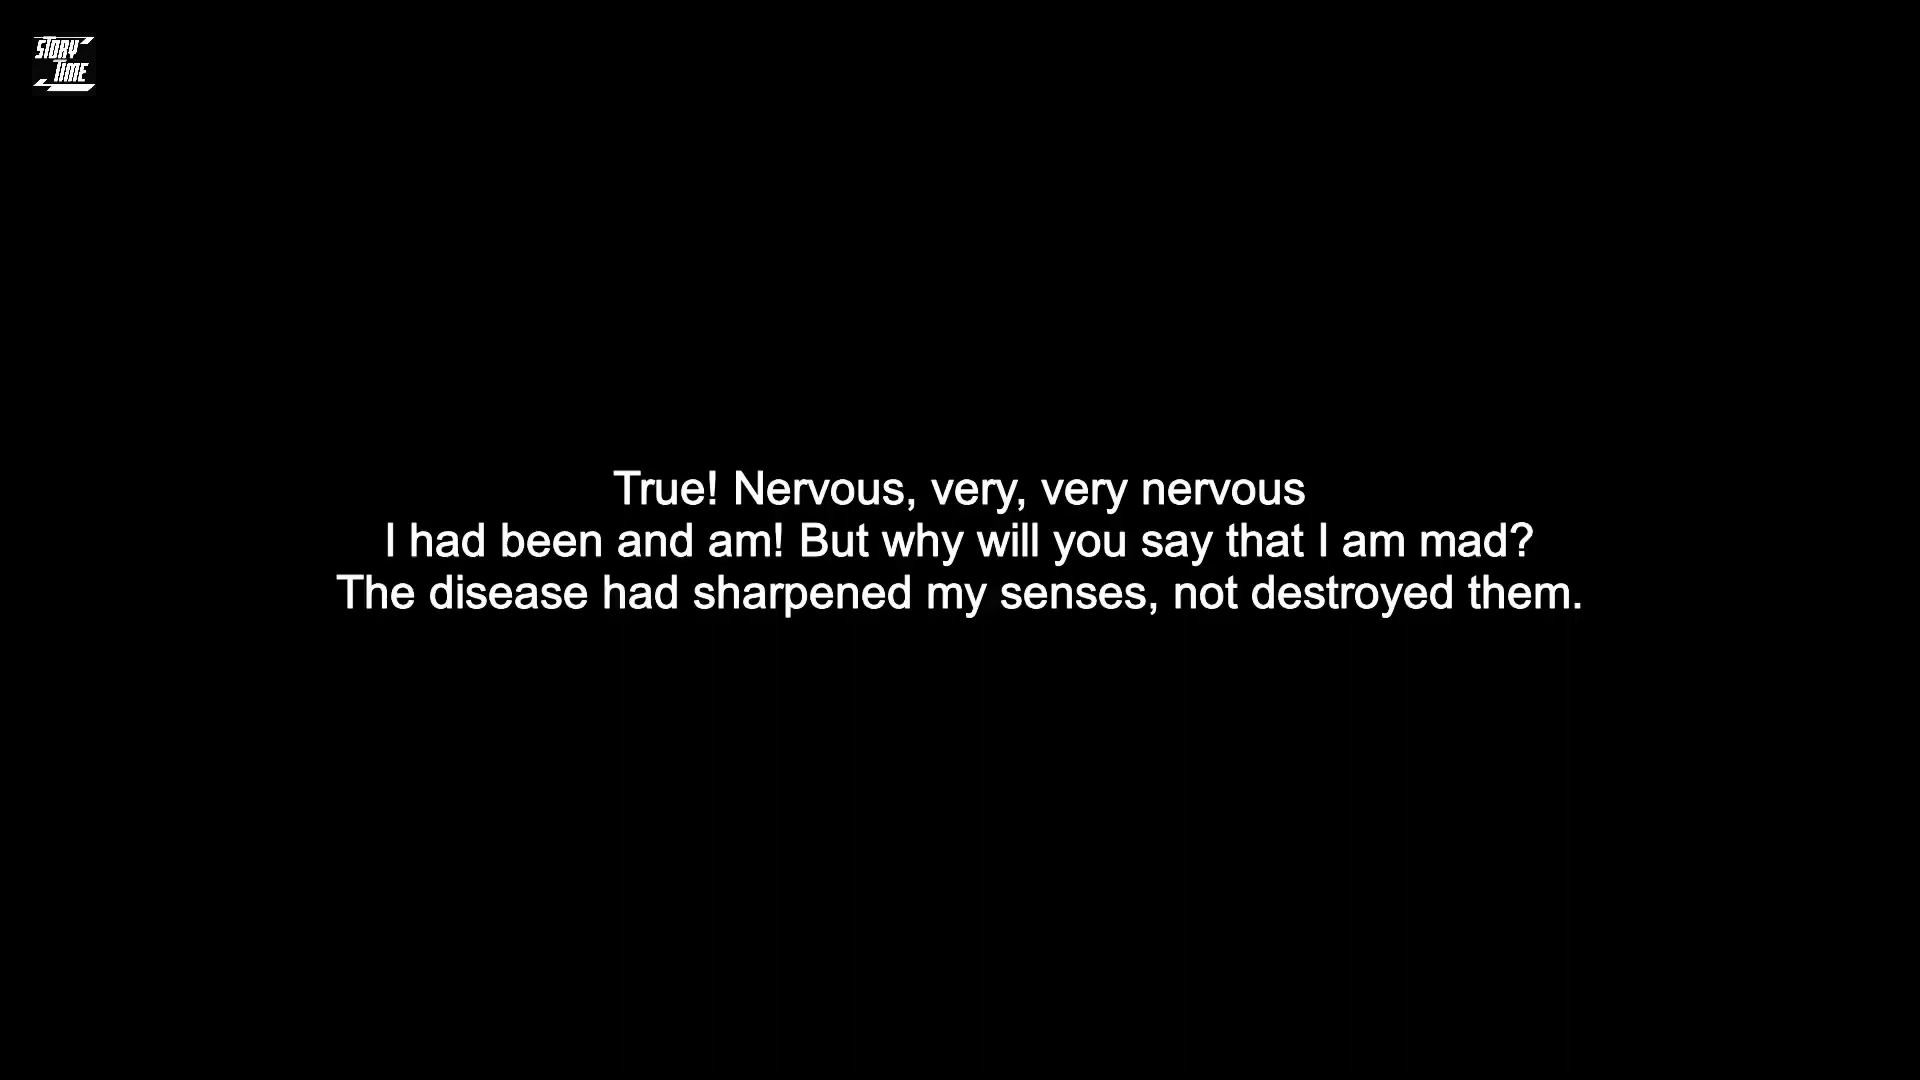 STORY
TIME
True! Nervous, very, very nervous
I had been and am! But why will you say that I am mad?
The disease had sharpened my senses, not destroyed them.